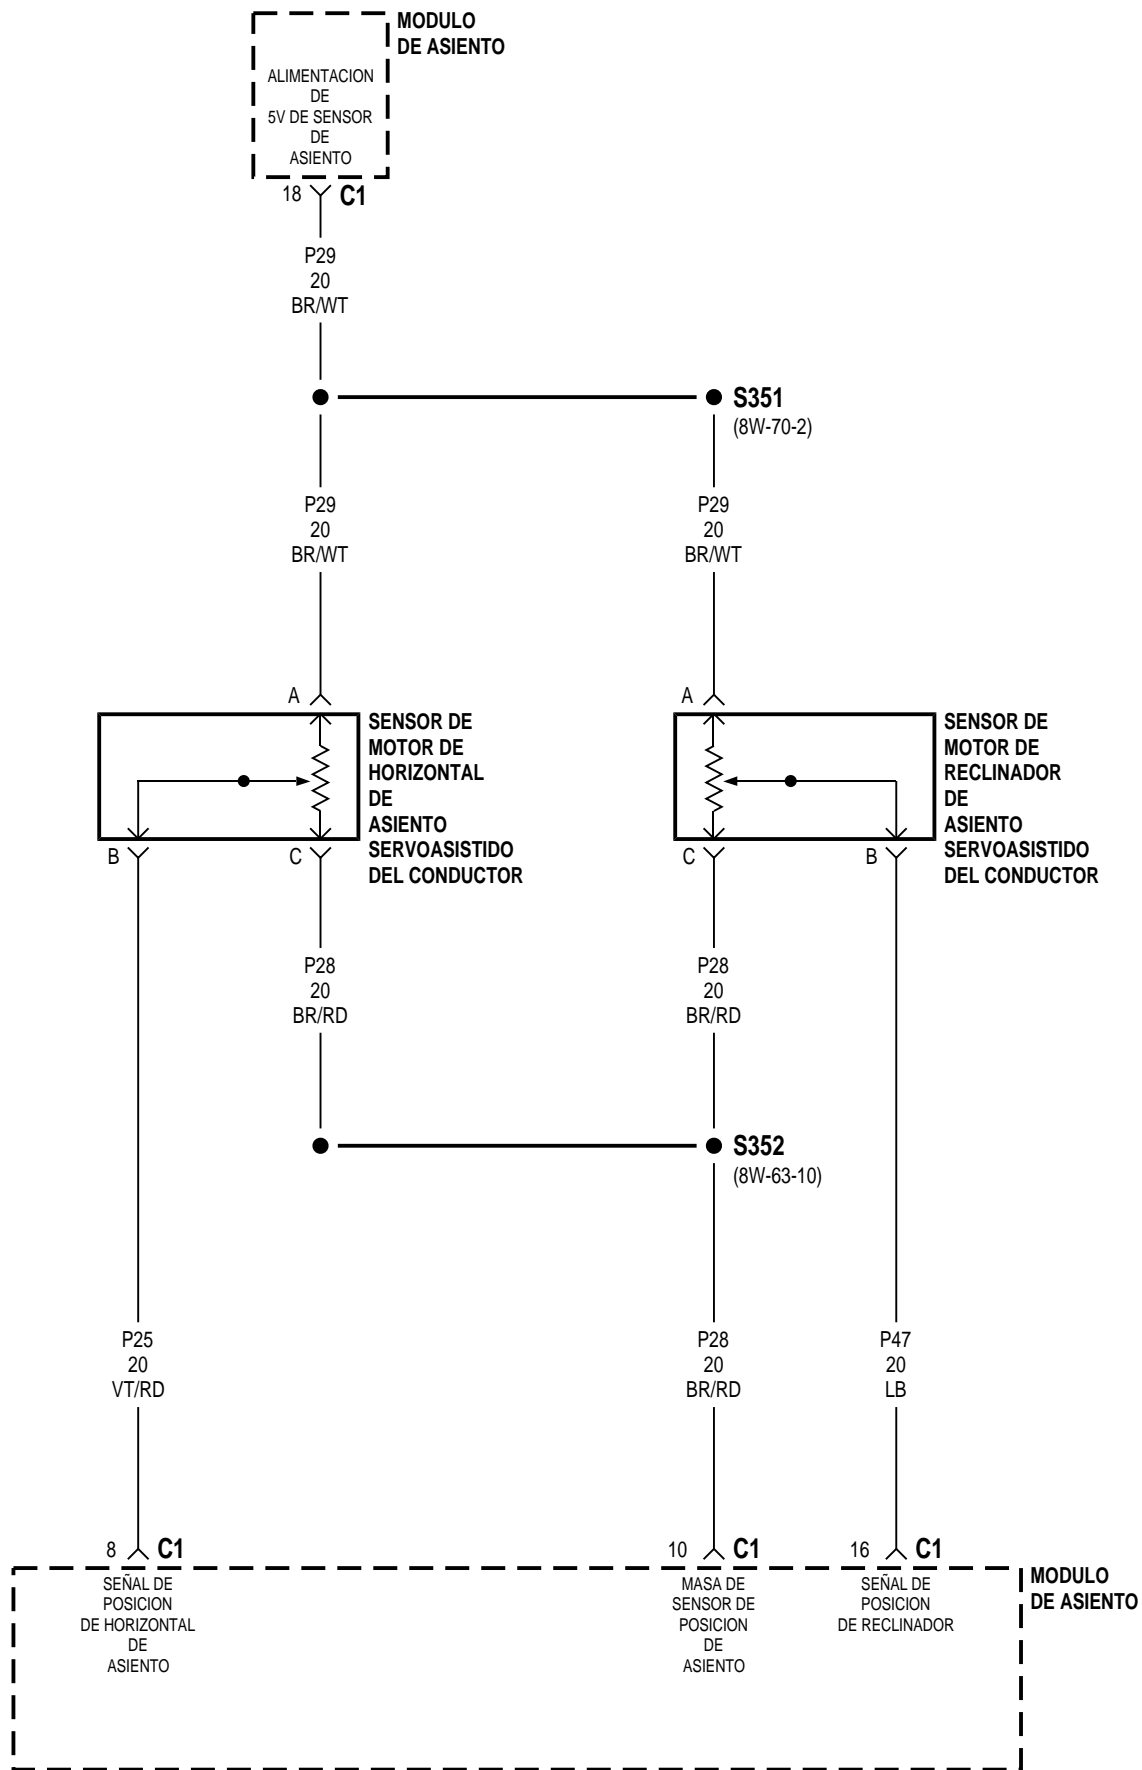 MODULO
DE ASIENTO
ALIMENTACION
DE
5V DE SENSOR
DE
ASIENTO
18 C1
P29
20
BR/WT
S351
(8W-70-2)
P29
20
BR/WT
P29
20
BR/WT
A
A
SENSOR DE
MOTOR DE
HORIZONTAL
DE
ASIENTO
SERVOASISTIDO
DEL CONDUCTOR
SENSOR DE
MOTOR DE
RECLINADOR
DE
ASIENTO
SERVOASISTIDO
DEL CONDUCTOR
B
C
C
B
P28
20
BR/RD
P28
20
BR/RD
S352
(8W-63-10)
P25
20
VT/RD
P28
20
BR/RD
P47
20
LB
8 C1
10 C1
16 C1
SEÑAL DE
POSICION
DE HORIZONTAL
DE
ASIENTO
MASA DE
SENSOR DE
POSICION
DE
ASIENTO
SEÑAL DE
POSICION
DE RECLINADOR
MODULO
DE ASIENTO